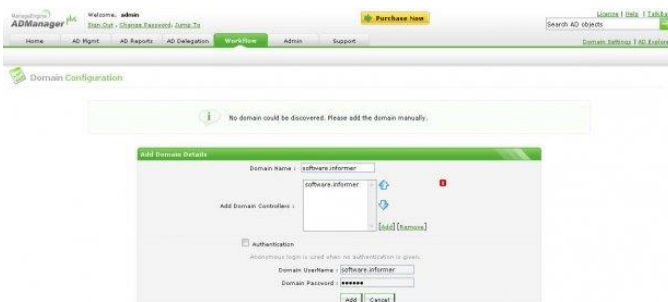 ManageEngine
ADManager Plus
Welcome, admin
Sign Out | Change Password | Jump To
Purchase Now
License | Help | Talkb
Search AD objects
Home AD Mgmt AD Reports AD Delegation Workflow Admin Support
Domain Settings | AD Explore
Domain Configuration
No domain could be discovered. Please add the domain manually.
Add Domain Details
Domain Name : software.informer
software.informer
Add Domain Controllers :
[Add] [Remove]
Authentication
Anonymous login is used when no authentication is given.
Domain UserName : software.informer
Domain Password : ••••••
Add Cancel